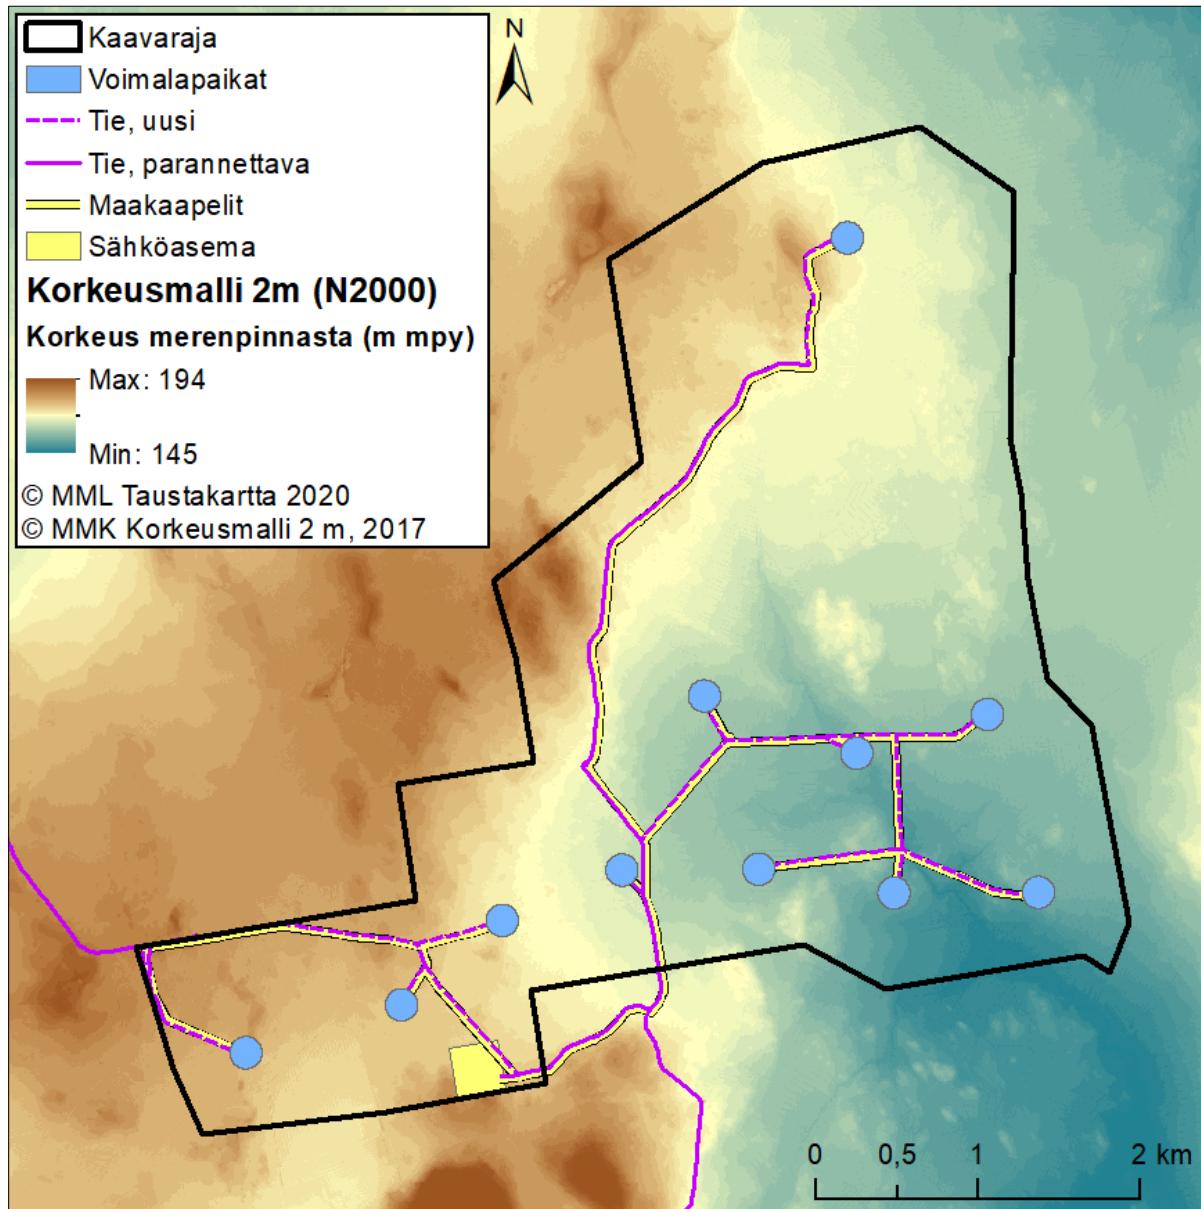 Kaavaraja
Voimalapaikat
Tie, uusi
Tie, parannettava
Maakaapelit
Sähköasema
Korkeusmalli 2m (N2000)
Korkeus merenpinnasta (m mpy)
Max: 194
Min: 145
© MML Taustakartta 2020
© MMK Korkeusmalli 2 m, 2017
N
0 0,5 1 2 km